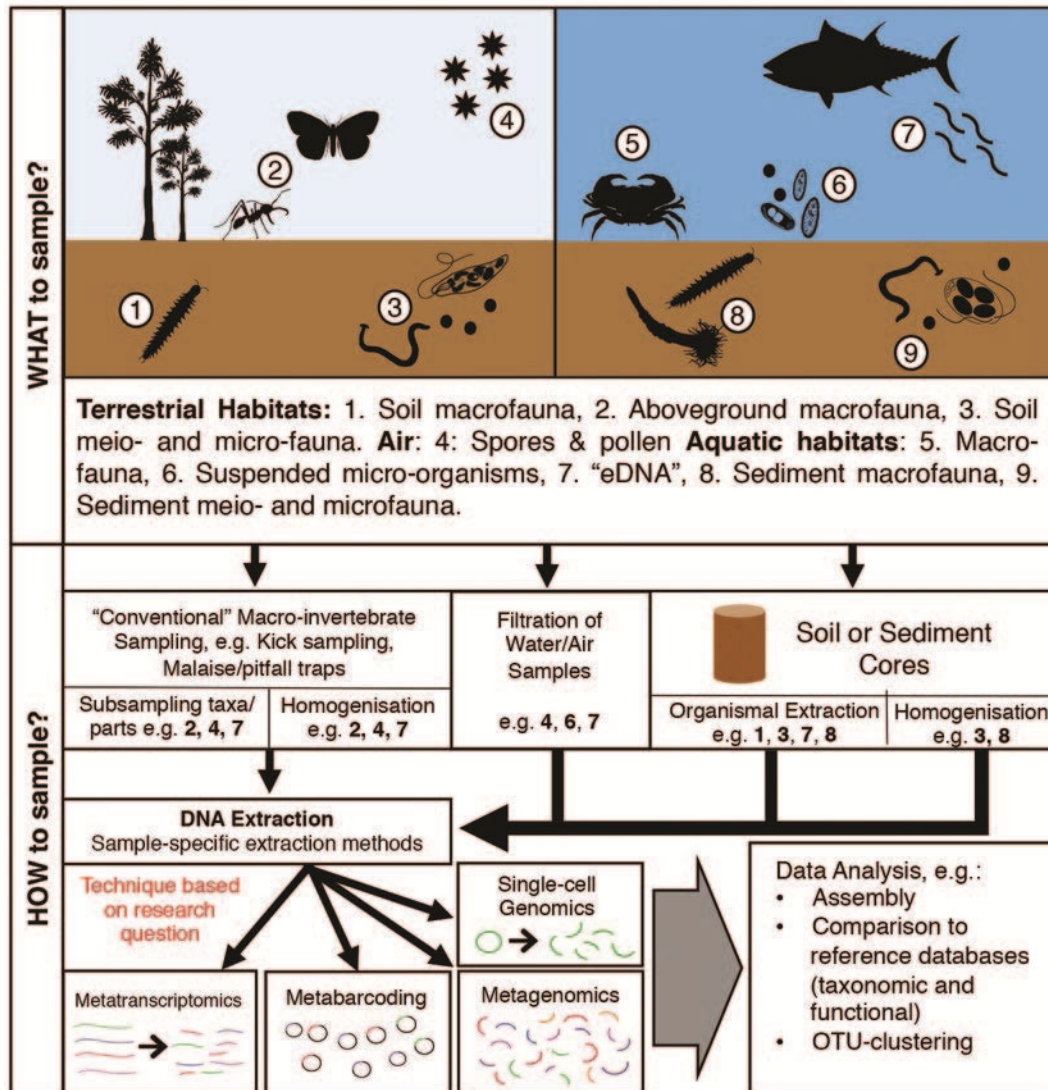 WHAT to sample?
4
7
5
2
6
1
3
8
9
Terrestrial Habitats: 1. Soil macrofauna, 2. Aboveground macrofauna, 3. Soil
meio- and micro-fauna. Air: 4: Spores & pollen Aquatic habitats: 5. Macro-
fauna, 6. Suspended micro-organisms, 7. “eDNA”, 8. Sediment macrofauna, 9.
Sediment meio- and microfauna.
HOW to sample?
“Conventional” Macro-invertebrate
Sampling, e.g. Kick sampling,
Malaise/pitfall traps
Subsampling taxa/
parts e.g. 2, 4, 7
Homogenisation
e.g. 2, 4, 7
Filtration of
Water/Air
Samples
e.g. 4, 6, 7
Soil or Sediment
Cores
Organismal Extraction
e.g. 1, 3, 7, 8
Homogenisation
e.g. 3, 8
DNA Extraction
Sample-specific extraction methods
Technique based
on research
question
Single-cell
Genomics
Metatranscriptomics
Metabarcoding
Metagenomics
Data Analysis, e.g.:
• Assembly
• Comparison to
reference databases
(taxonomic and
functional)
• OTU-clustering